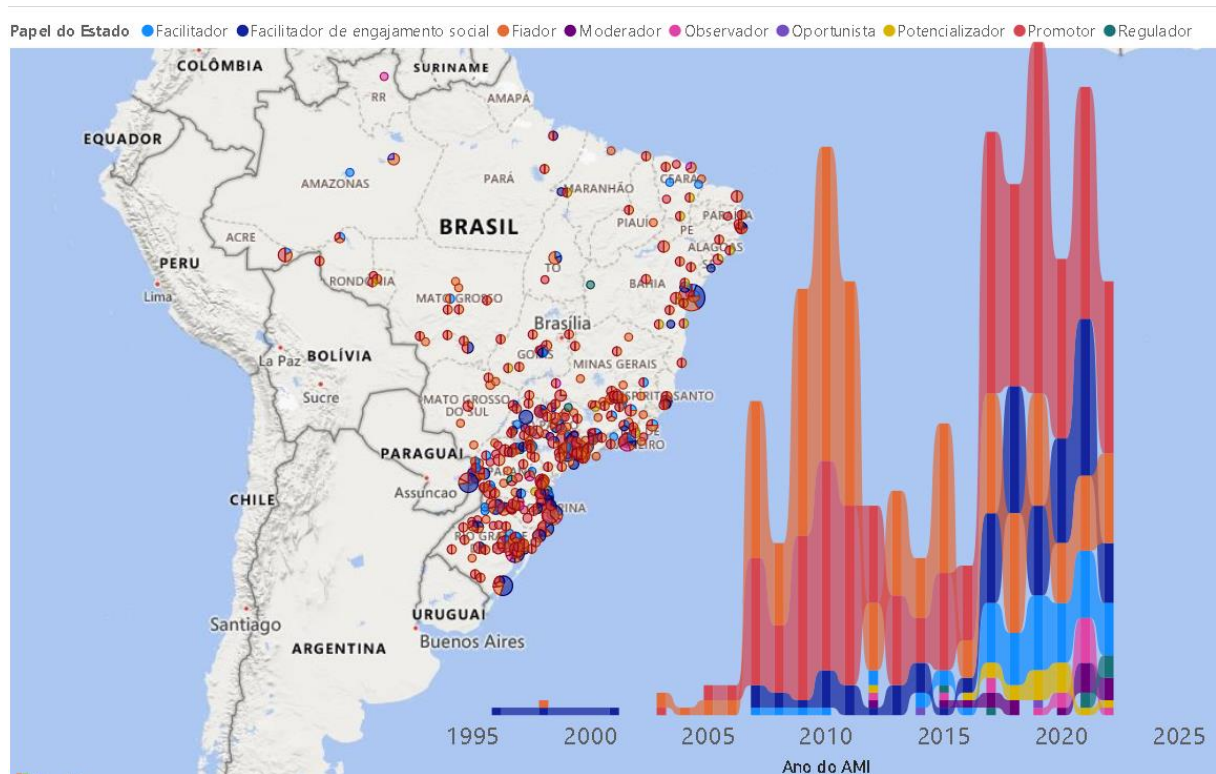 Papel do Estado Facilitador Facilitador de engajamento social Fiador Moderador Observador Oportunista Potencializador Promotor Regulador
COLÔMBIA
SURINAME
RR
AMAPÁ
EQUADOR
AMAZONAS
PARÁ
MARANHÃO
CEARÁ
BRASIL
PIAUÍ
PARAÍBA
PE
ACRE
ALAGOAS
PERU
TO
RONDÔNIA
BAHIA
Lima
MATO GROSSO
Brasília
La Paz
BOLÍVIA
GOIÁS
MINAS GERAIS
Sucre
MATO GROSSO
DO SUL
ESPÍRITO SANTO
PARAGUAI
Assuncao
CHILE
RIO GRANDE
URUGUAI
Santiago
Buenos Aires
ARGENTINA
1995 2000 2005 2010 2015 2020 2025
Ano do AMI